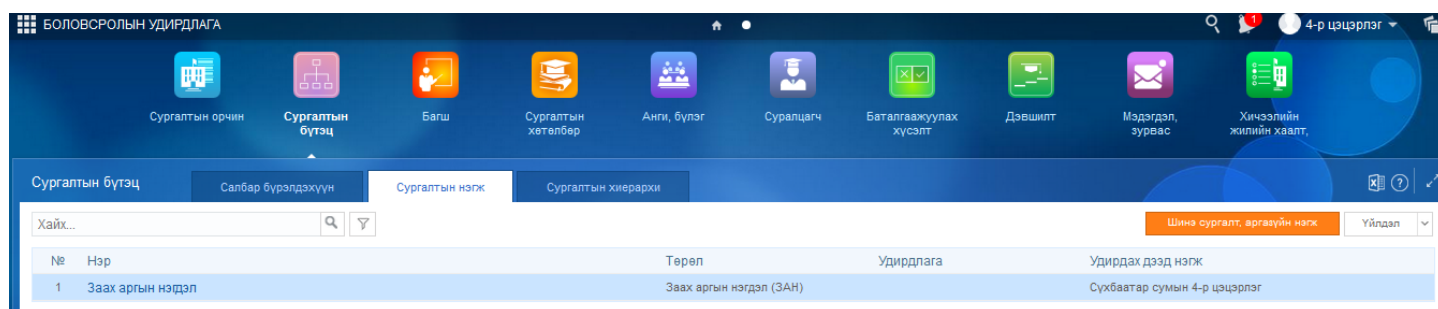 БОЛОВСРОЛЫН УДИРДЛАГА
1
4-р цэцэрлэг
Сургалтын орчин
Сургалтын
бүтэц
Багш
Сургалтын
хөтөлбөр
Анги, бүлэг
Суралцагч
Баталгаажуулах
хүсэлт
Дэвшилт
Мэдэгдэл,
зурвас
Хичээлийн
жилийн хаалт,
Сургалтын бүтэц
Салбар бүрэлдэхүүн
Сургалтын нэгж
Сургалтын хиерархи
Хайх...
Шинэ сургалт, аргазүйн нэгж
Үйлдэл
№ Нэр Төрөл Удирдлага Удирдах дээд нэгж
1 Заах аргын нэгдэл Заах аргын нэгдэл (ЗАН) Сүхбаатар сумын 4-р цэцэрлэг